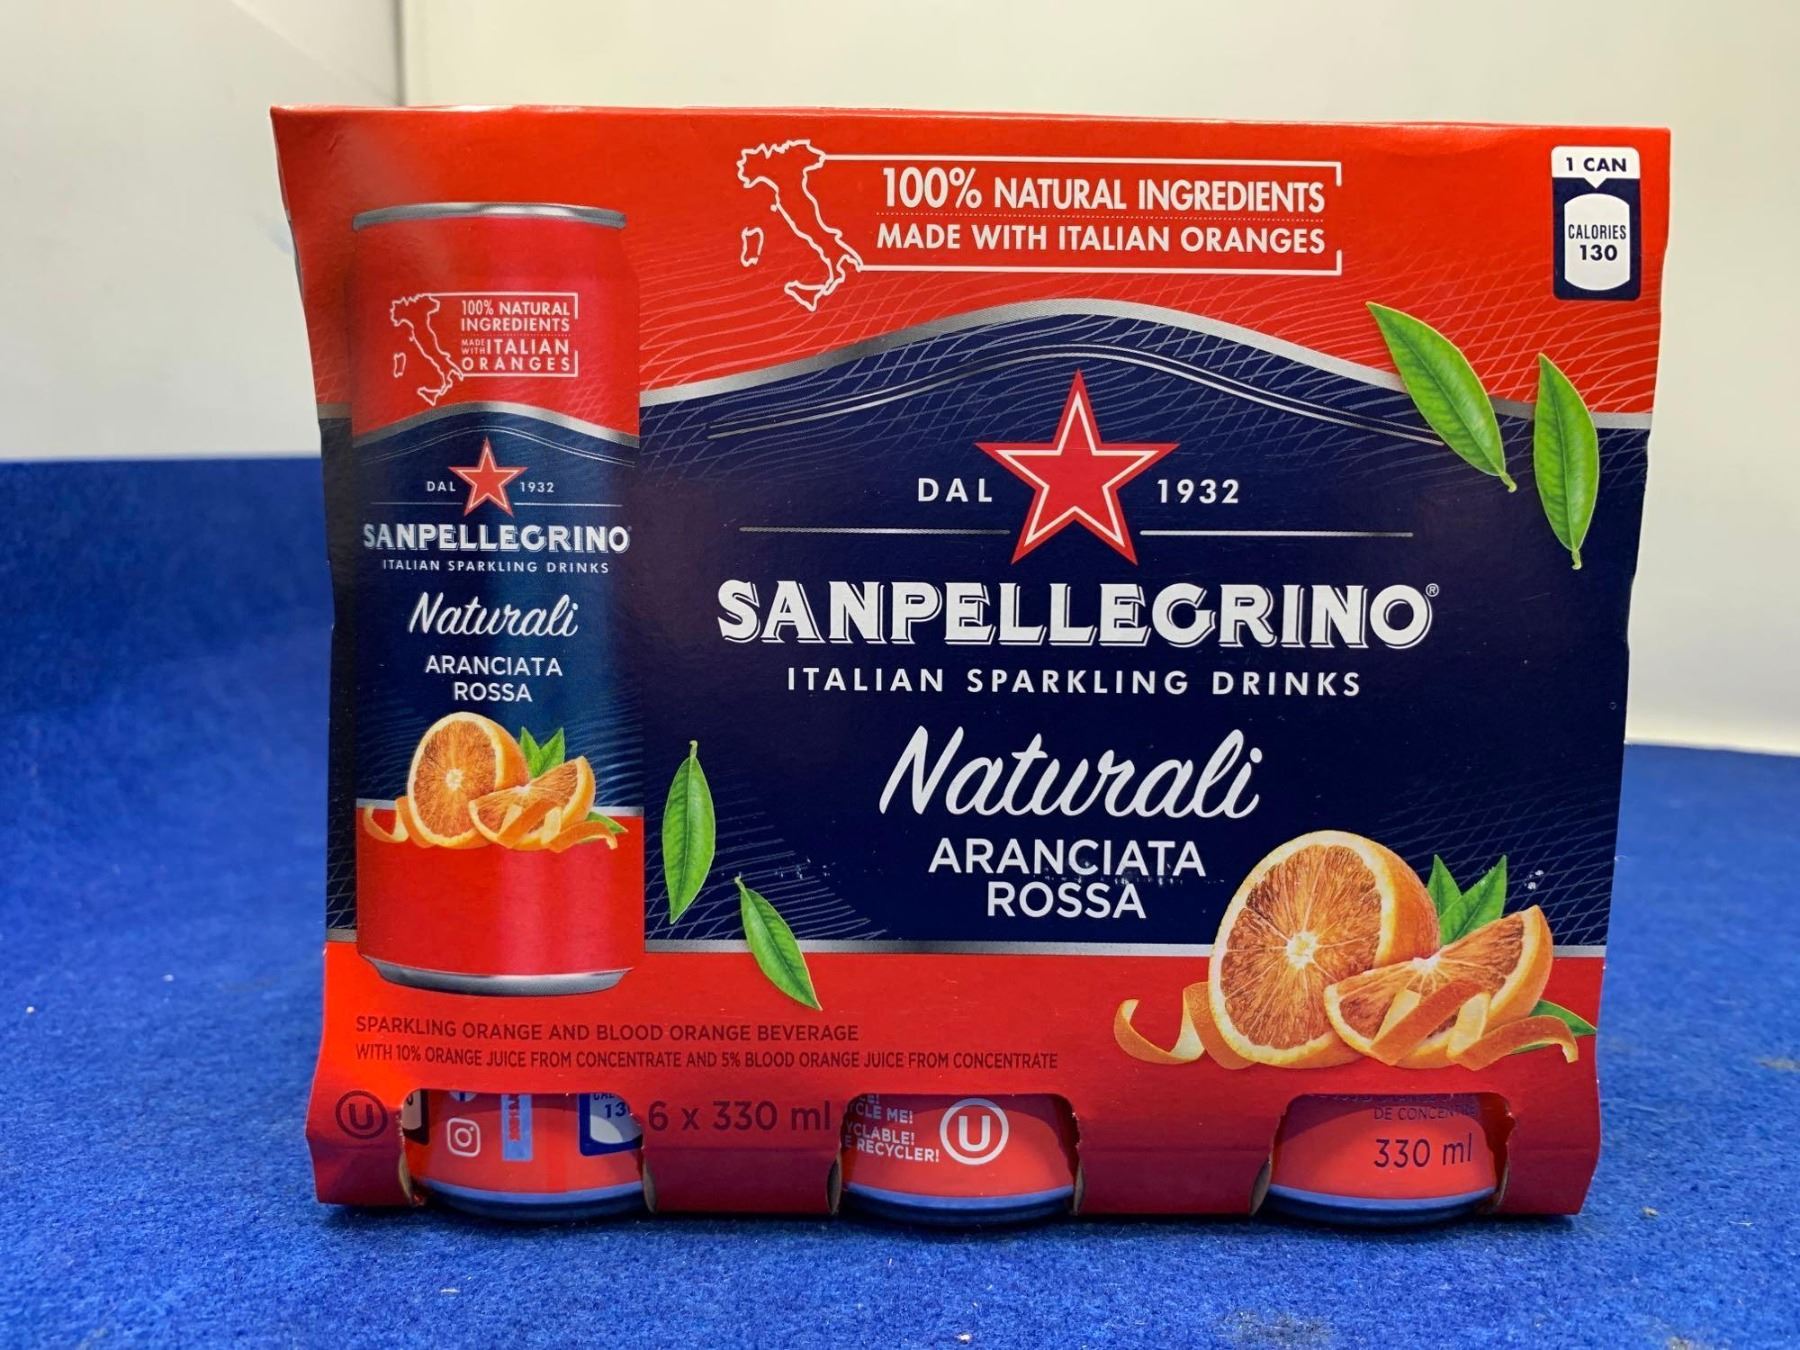 100% NATURAL INGREDIENTS
MADE WITH ITALIAN ORANGES
1 CAN
CALORIES
130
100% NATURAL
INGREDIENTS
MADE WITH ITALIAN
ORANGES
DAL 1932
SANPELLEGRINO
ITALIAN SPARKLING DRINKS
Naturali
ARANCIATA
ROSSA
DAL 1932
SANPELLEGRINO®
ITALIAN SPARKLING DRINKS
Naturali
ARANCIATA
ROSSA
SPARKLING ORANGE AND BLOOD ORANGE BEVERAGE
WITH 10% ORANGE JUICE FROM CONCENTRATE AND 5% BLOOD ORANGE JUICE FROM CONCENTRATE
U
6 x 330 ml
ME!
RECYCLER!
U
330 ml